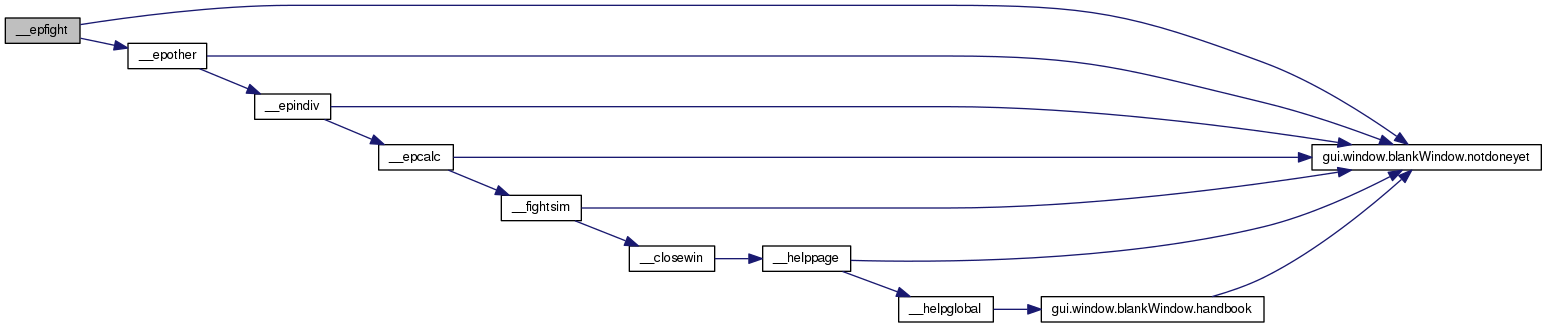 __epfight
__epother
__epindiv
__epcalc
gui.window.blankWindow.notdoneyet
__fightsim
__closewin
__helppage
__helpglobal
gui.window.blankWindow.handbook